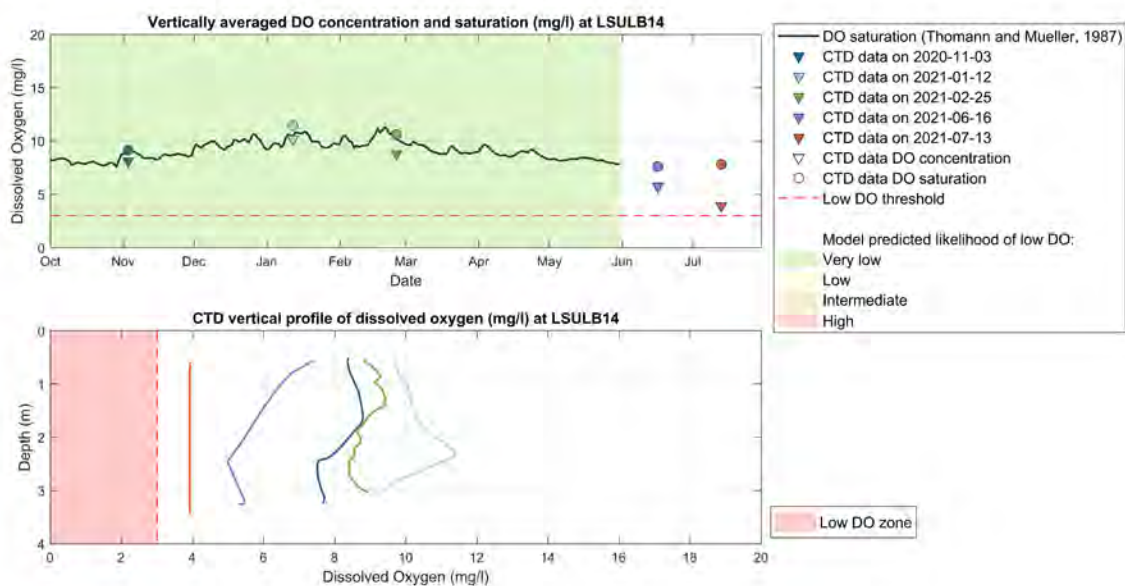 Vertically averaged DO concentration and saturation (mg/l) at LSULB14
Dissolved Oxygen (mg/l)
20
15
10
5
0
Oct Nov Dec Jan Feb Mar Apr May Jun Jul
Date
DO saturation (Thomann and Mueller, 1987)
CTD data on 2020-11-03
CTD data on 2021-01-12
CTD data on 2021-02-25
CTD data on 2021-06-16
CTD data on 2021-07-13
CTD data DO concentration
CTD data DO saturation
Low DO threshold
Model predicted likelihood of low DO:
Very low
Low
Intermediate
High
CTD vertical profile of dissolved oxygen (mg/l) at LSULB14
Depth (m)
0
1
2
3
4
0 2 4 6 8 10 12 14 16 18 20
Dissolved Oxygen (mg/l)
Low DO zone